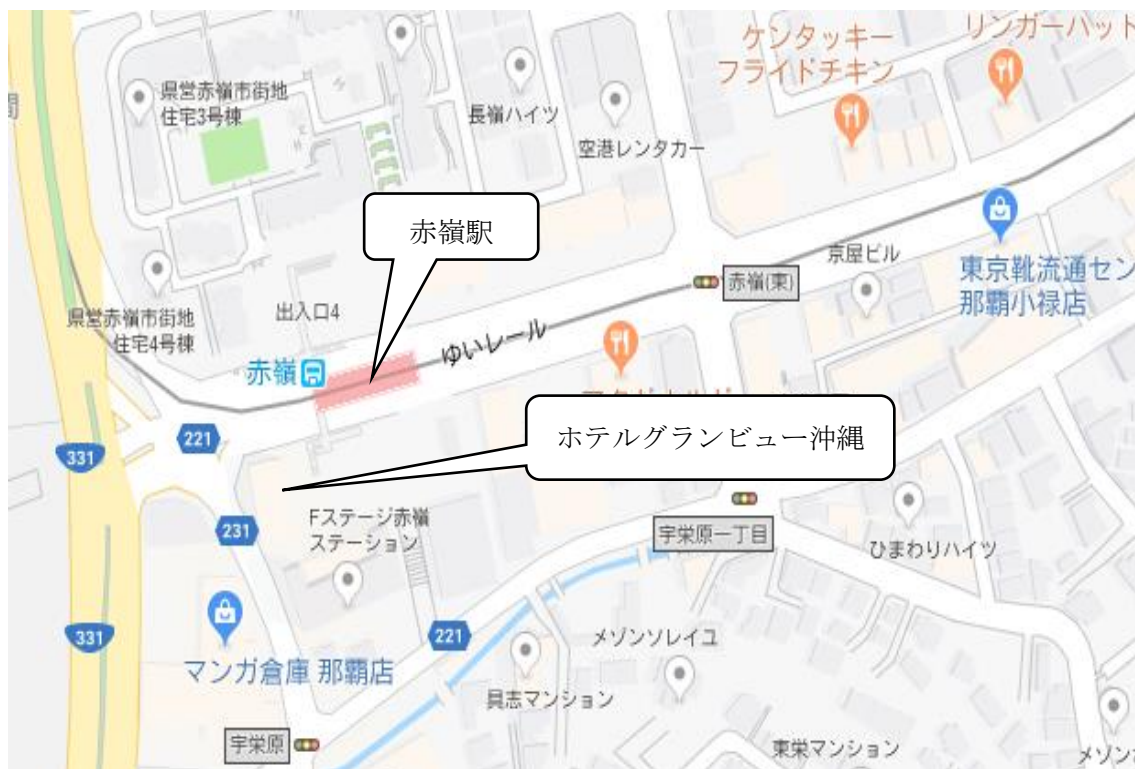 ケンタッキー
フライドチキン
リンガーハット
県営赤嶺市街地
住宅3号棟
長嶺ハイツ
空港レンタカー
赤嶺駅
京屋ビル
赤嶺(東)
東京靴流通セン
那覇小禄店
県営赤嶺市街地
住宅4号棟
出入口4
ゆいレール
赤嶺
ホテルグランビュー沖縄
221
331
231
Fステージ赤嶺
ステーション
宇栄原一丁目
ひまわりハイツ
331
マンガ倉庫 那覇店
221
メゾンソレイユ
具志マンション
宇栄原
東栄マンション